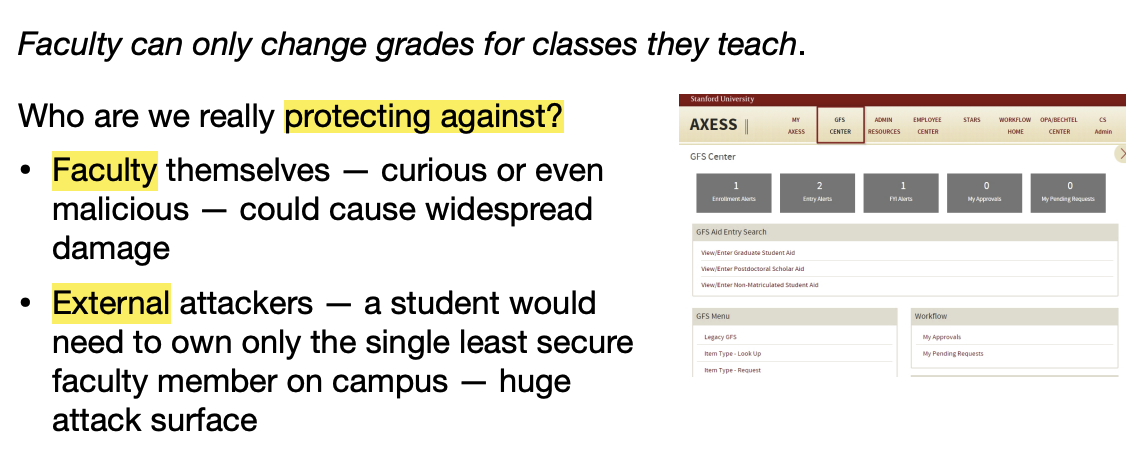 Faculty can only change grades for classes they teach.
Who are we really protecting against?
• Faculty themselves — curious or even
malicious — could cause widespread
damage
• External attackers — a student would
need to own only the single least secure
faculty member on campus — huge
attack surface
Stanford University
AXESS
MY
AXESS
GFS
CENTER
ADMIN
RESOURCES
EMPLOYEE
CENTER
STARS
WORKFLOW
HOME
OPA/BECHTEL
CENTER
CS
Admin
GFS Center
1
Enrollment Alerts
2
Entry Alerts
1
FYI Alerts
0
My Approvals
0
My Pending Requests
GFS Aid Entry Search
View/Enter Graduate Student Aid
View/Enter Postdoctoral Scholar Aid
View/Enter Non-Matriculated Student Aid
GFS Menu
Legacy GFS
Item Type - Look Up
Item Type - Request
Workflow
My Approvals
My Pending Requests